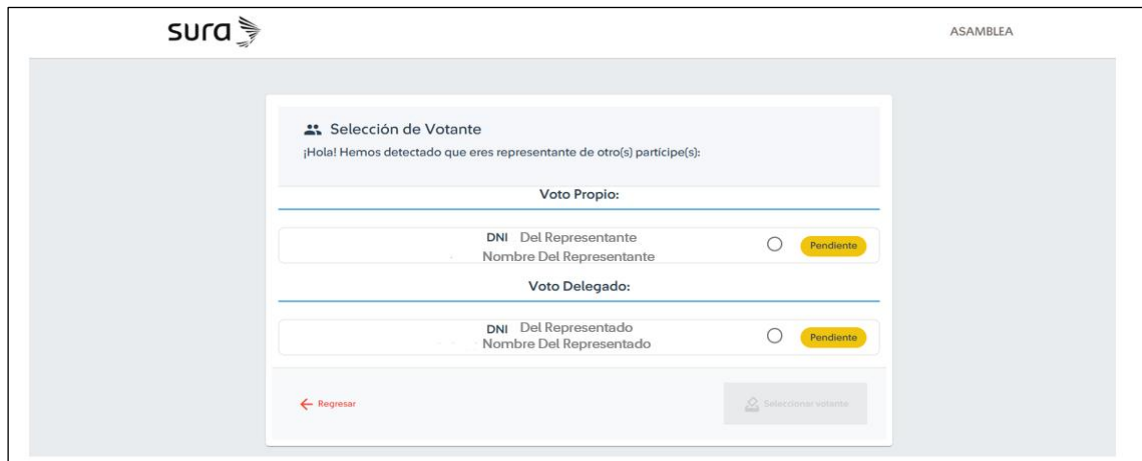 sura
ASAMBLEA
Selección de Votante
¡Hola! Hemos detectado que eres representante de otro(s) partícipe(s):
Voto Propio:
DNI Del Representante
Nombre Del Representante
Pendiente
Voto Delegado:
DNI Del Representado
Nombre Del Representado
Pendiente
Regresar
Seleccionar votante